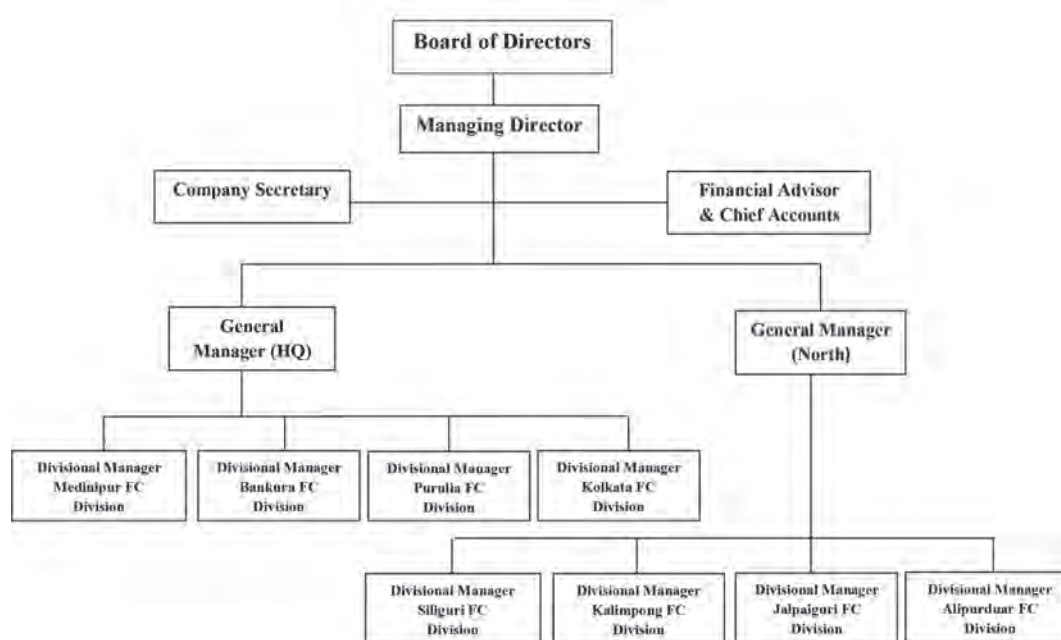 Board of Directors
Managing Director
Company Secretary
Financial Advisor
& Chief Accounts
General
Manager (HQ)
General Manager
(North)
Divisional Manager
Medinipur FC
Division
Divisional Manager
Bankura FC
Division
Divisional Manager
Purulia FC
Division
Divisional Manager
Kolkata FC
Division
Divisional Manager
Siliguri FC
Division
Divisional Manager
Kalimpong FC
Division
Divisional Manager
Jalpaiguri FC
Division
Divisional Manager
Alipurduar FC
Division